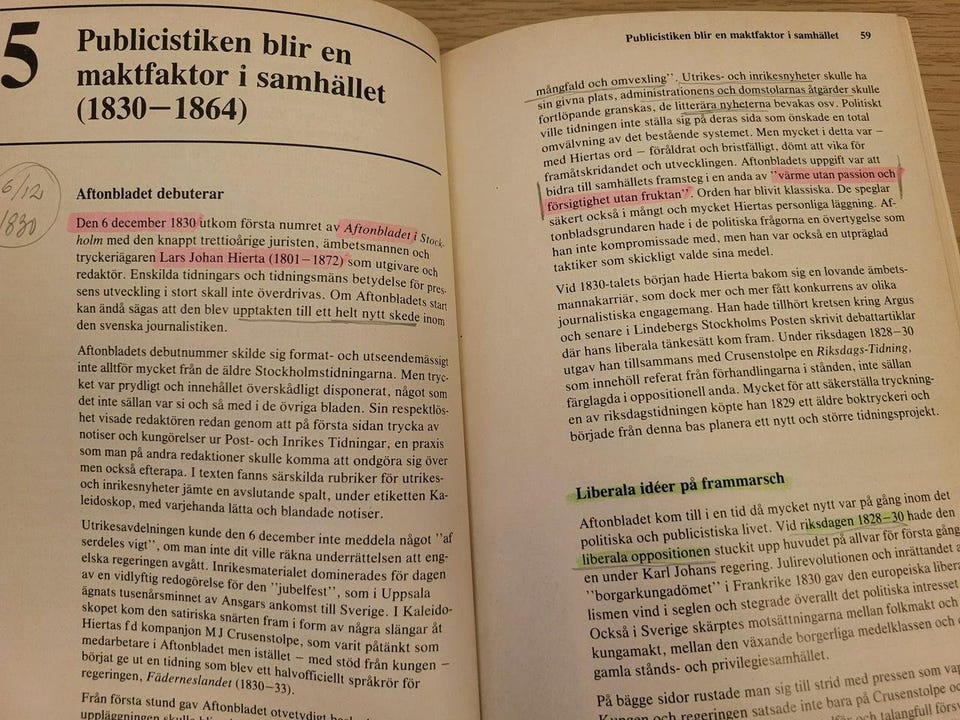 5
Publicistiken blir en
maktfaktor i samhället
(1830–1864)
6/12
1830
Aftonbladet debuterar
Den 6 december 1830 utkom första numret av Aftonbladet i Stock-
holm med den knappt trettioårige juristen, ämbetsmannen och
tryckeriägaren Lars Johan Hierta (1801–1872) som utgivare och
redaktör. Enskilda tidningars och tidningsmäns betydelse för pres-
sens utveckling i stort skall inte överdrivas. Om Aftonbladets start
kan ändå sägas att den blev upptakten till ett helt nytt skede inom
den svenska journalistiken.
Aftonbladets debutnummer skilde sig format- och utseendemässigt
inte alltför mycket från de äldre Stockholmstidningarna. Men tryc-
ket var prydligt och innehållet överskådligt disponerat, något som
det inte sällan var si och så med i de övriga bladen. Sin respektlös-
het visade redaktören redan genom att på första sidan trycka av
notiser och kungörelser ur Post- och Inrikes Tidningar, en praxis
som man på andra redaktioner skulle komma att ondgöra sig över
men också efterapa. I texten fanns särskilda rubriker för utrikes-
och inrikesnyheter jämte en avslutande spalt, under etiketten Ka-
leidoskop, med varjehanda lätta och blandade notiser.
Utrikesavdelningen kunde den 6 december inte meddela något "af
serdeles vigt", om man inte dit ville räkna underrättelsen att eng-
elska regeringen avgått. Inrikesmaterialet dominerades för dagen
av en vidlyftig redogörelse för den "jubelfest", som i Uppsala
ägnats tusenårsminnet av Ansgars ankomst till Sverige. I Kaleido-
skopet kom den satiriska snärten fram i form av några slängar åt
Hiertas f d kompanjon M J Crusenstolpe, som varit påtänkt som
medarbetare i Aftonbladet men istället – med stöd från kungen –
börjat ge ut en tidning som blev ett halvofficiellt språkrör för
regeringen, Fäderneslandet (1830–33).
Från första stund gav Aftonbladet otvetydigt
Publicistiken blir en maktfaktor i samhället 59
mångfald och omvexling". Utrikes- och inrikesnyheter skulle ha
sin givna plats, administrationens och domstolarnas åtgärder skulle
fortlöpande granskas, de litterära nyheterna bevakas osv. Politiskt
ville tidningen inte ställa sig på deras sida som önskade en total
omvälvning av det bestående systemet. Men mycket i detta var –
med Hiertas ord – föråldrat och bristfälligt, dömt att vika för
framåtskridandet och utvecklingen. Aftonbladets uppgift var att
bidra till samhällets framsteg i en anda av "värme utan passion och
försigtighet utan fruktan". Orden har blivit klassiska. De speglar
säkert också i mångt och mycket Hiertas personliga läggning. Af-
tonbladsgrundaren hade i de politiska frågorna en övertygelse som
han inte kompromissade med, men han var också en utpräglad
taktiker som skickligt valde sina medel.
Vid 1830-talets början hade Hierta bakom sig en lovande ämbets-
mannakarriär, som dock mer och mer fått konkurrens av olika
journalistiska engagemang. Han hade tillhört kretsen kring Argus
och senare i Lindebergs Stockholms Posten skrivit debattartiklar
där hans liberala tänkesätt kom fram. Under riksdagen 1828–30
utgav han tillsammans med Crusenstolpe en Riksdags-Tidning,
som innehöll referat från förhandlingarna i stånden, inte sällan
färglagda i oppositionell anda. Mycket för att säkerställa tryckning-
en av riksdagstidningen köpte han 1829 ett äldre boktryckeri och
började från denna bas planera ett nytt och större tidningsprojekt.
Liberala idéer på frammarsch
Aftonbladet kom till i en tid då mycket nytt var på gång inom det
politiska och publicistiska livet. Vid riksdagen 1828–30 hade den
liberala oppositionen stuckit upp huvudet på allvar för första gång
en under Karl Johans regering. Julirevolutionen och inrättandet a
"borgarkungadömet" i Frankrike 1830 gav den europeiska libera
lismen vind i seglen och stegrade överallt det politiska intresset
Också i Sverige skärptes motsättningarna mellan folkmakt och
kungamakt, mellan den växande borgerliga medelklassen och
gamla stånds- och privilegiesamhället.
På bägge sidor rustade man sig till strid med pressen som vap
Kungen och regeringen satsade inte bara på Crusenstolpe